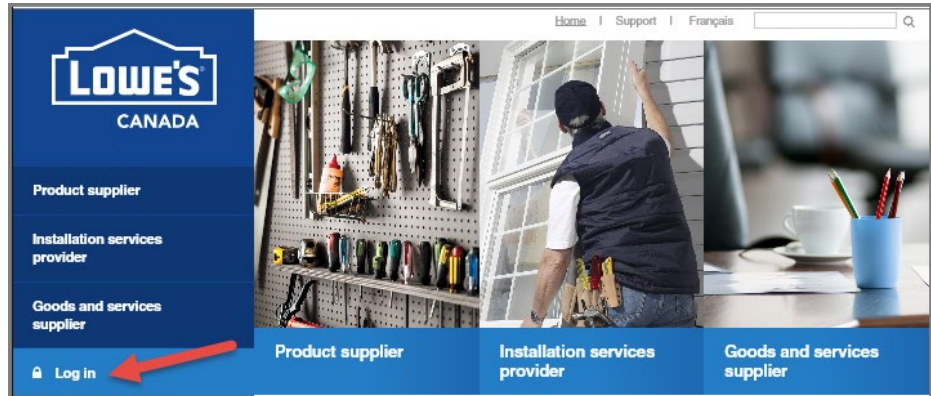 Home | Support | Français
LOWE'S
CANADA
Product supplier
Installation services
provider
Goods and services
supplier
Log in
Product supplier
Installation services
provider
Goods and services
supplier